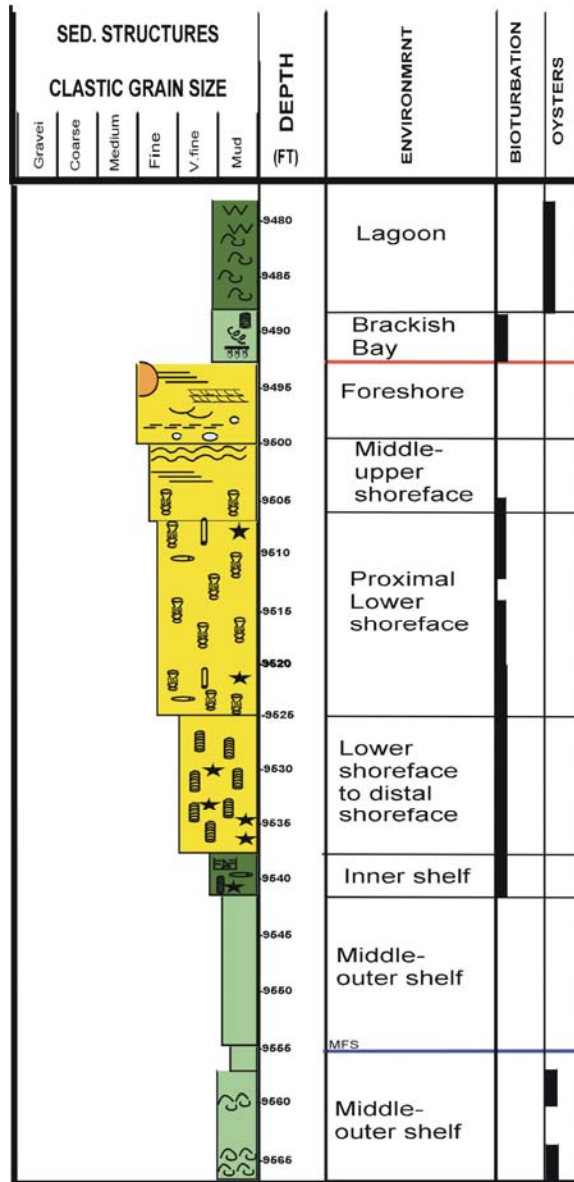 SED. STRUCTURES
CLASTIC GRAIN SIZE
Gravei
Coarse
Medium
Fine
V.fine
Mud
DEPTH
(FT)
ENVIRONMRNT
BIOTURBATION
OYSTERS
-9480
Lagoon
-9485
-9490
Brackish
Bay
-9495
Foreshore
-9500
Middle-
upper
shoreface
-9505
-9510
Proximal
Lower
shoreface
-9515
-9520
-9525
Lower
shoreface
to distal
shoreface
-9530
-9535
-9540
Inner shelf
-9545
Middle-
outer shelf
-9550
-9555
MFS
-9560
Middle-
outer shelf
-9565